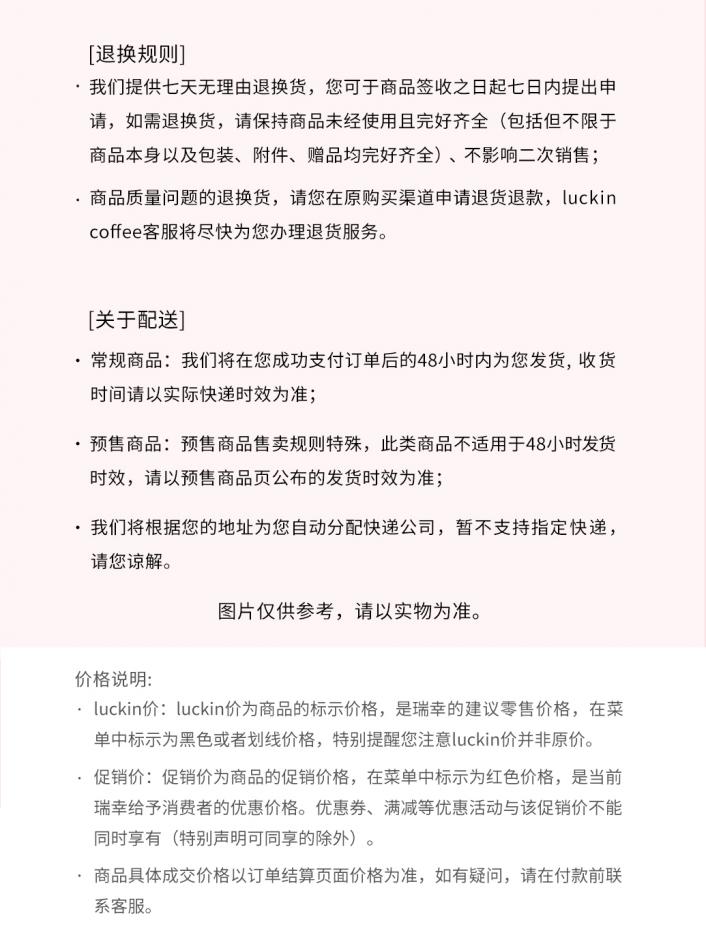 [退换规则]
· 我们提供七天无理由退换货，您可于商品签收之日起七日内提出申
请，如需退换货，请保持商品未经使用且完好齐全（包括但不限于
商品本身以及包装、附件、赠品均完好齐全）、不影响二次销售；
· 商品质量问题的退换货，请您在原购买渠道申请退货退款，luckin
coffee客服将尽快为您办理退货服务。
[关于配送]
· 常规商品：我们将在您成功支付订单后的48小时内为您发货, 收货
时间请以实际快递时效为准；
· 预售商品：预售商品售卖规则特殊，此类商品不适用于48小时发货
时效，请以预售商品页公布的发货时效为准；
· 我们将根据您的地址为您自动分配快递公司，暂不支持指定快递，
请您谅解。
图片仅供参考，请以实物为准。
价格说明:
· luckin价：luckin价为商品的标示价格，是瑞幸的建议零售价格，在菜
单中标示为黑色或者划线价格，特别提醒您注意luckin价并非原价。
· 促销价：促销价为商品的促销价格，在菜单中标示为红色价格，是当前
瑞幸给予消费者的优惠价格。优惠券、满减等优惠活动与该促销价不能
同时享有（特别声明可同享的除外）。
· 商品具体成交价格以订单结算页面价格为准，如有疑问，请在付款前联
系客服。